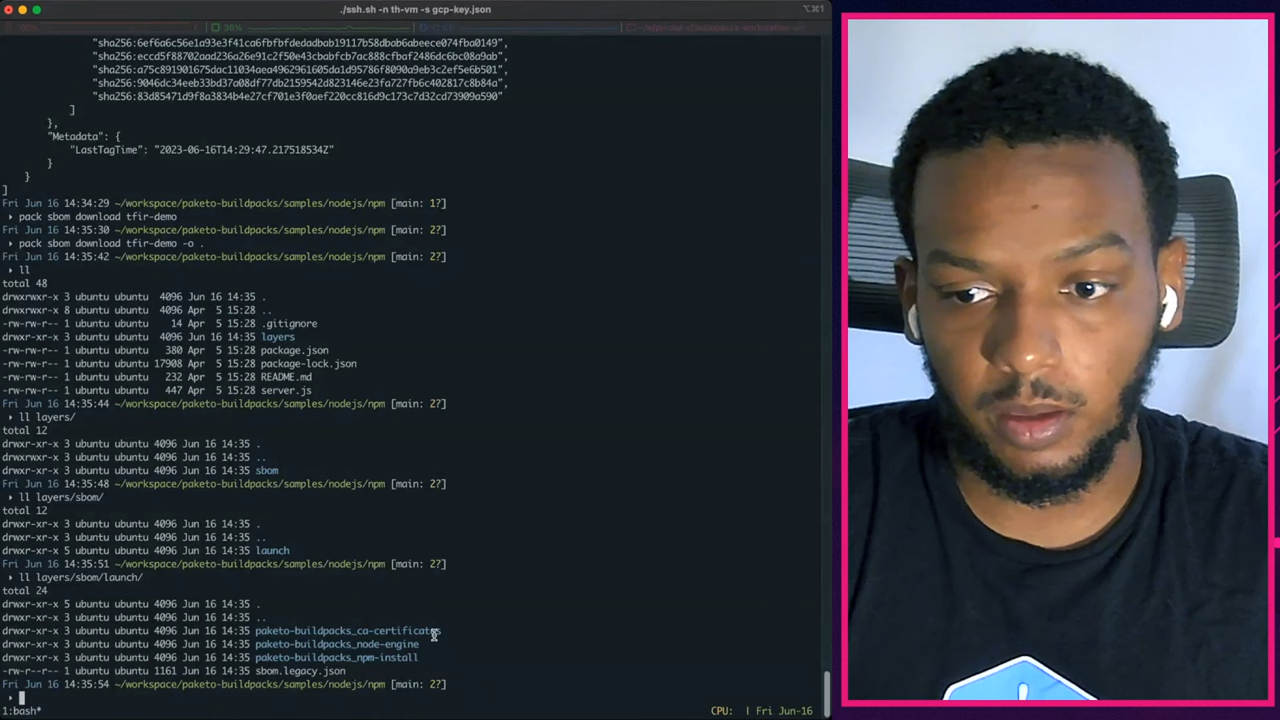 ./ssh.sh -n th-vm -s gcp-key.json
⌥⌘1
"sha256:6ef6a6c56e1a93e3f41ca6fbfbfdedadbab19117b58dbab6abeece074fba0149",
"sha256:eccd5f88702aad236a26e91c2f50e43cbabfcb7ac888cfbaf2486dc6bc08a9ab",
"sha256:a75c891901675dac11034aea4962961605da1d95786f8090a9eb3c2ef5e6b501",
"sha256:9046dc34eeb33bd37a08df77db2159542d823146e23fa727fb6c402817c8b84a",
"sha256:83d85471d9f8a3834b4e27cf701e3f0aef220cc816d9c173c7d32cd73909a590"
]
},
"Metadata": {
"LastTagTime": "2023-06-16T14:29:47.217518534Z"
}
}
]
Fri Jun 16 14:34:29 ~/workspace/paketo-buildpacks/samples/nodejs/npm [main: 1?]
‣ pack sbom download tfir-demo
Fri Jun 16 14:35:30 ~/workspace/paketo-buildpacks/samples/nodejs/npm [main: 2?]
‣ pack sbom download tfir-demo -o .
Fri Jun 16 14:35:42 ~/workspace/paketo-buildpacks/samples/nodejs/npm [main: 2?]
‣ ll
total 48
drwxrwxr-x 3 ubuntu ubuntu 4096 Jun 16 14:35 .
drwxrwxr-x 8 ubuntu ubuntu 4096 Apr 5 15:28 ..
-rw-rw-r-- 1 ubuntu ubuntu 14 Apr 5 15:28 .gitignore
drwxr-xr-x 3 ubuntu ubuntu 4096 Jun 16 14:35 layers
-rw-rw-r-- 1 ubuntu ubuntu 380 Apr 5 15:28 package.json
-rw-rw-r-- 1 ubuntu ubuntu 17908 Apr 5 15:28 package-lock.json
-rw-rw-r-- 1 ubuntu ubuntu 232 Apr 5 15:28 README.md
-rw-rw-r-- 1 ubuntu ubuntu 447 Apr 5 15:28 server.js
Fri Jun 16 14:35:44 ~/workspace/paketo-buildpacks/samples/nodejs/npm [main: 2?]
‣ ll layers/
total 12
drwxr-xr-x 3 ubuntu ubuntu 4096 Jun 16 14:35 .
drwxrwxr-x 3 ubuntu ubuntu 4096 Jun 16 14:35 ..
drwxrwxr-x 3 ubuntu ubuntu 4096 Jun 16 14:35 sbom
Fri Jun 16 14:35:48 ~/workspace/paketo-buildpacks/samples/nodejs/npm [main: 2?]
‣ ll layers/sbom/
total 12
drwxr-xr-x 3 ubuntu ubuntu 4096 Jun 16 14:35 .
drwxr-xr-x 3 ubuntu ubuntu 4096 Jun 16 14:35 ..
drwxr-xr-x 5 ubuntu ubuntu 4096 Jun 16 14:35 launch
Fri Jun 16 14:35:51 ~/workspace/paketo-buildpacks/samples/nodejs/npm [main: 2?]
‣ ll layers/sbom/launch/
total 24
drwxr-xr-x 5 ubuntu ubuntu 4096 Jun 16 14:35 .
drwxr-xr-x 3 ubuntu ubuntu 4096 Jun 16 14:35 ..
drwxr-xr-x 3 ubuntu ubuntu 4096 Jun 16 14:35 paketo-buildpacks_ca-certificates
drwxr-xr-x 3 ubuntu ubuntu 4096 Jun 16 14:35 paketo-buildpacks_node-engine
drwxr-xr-x 3 ubuntu ubuntu 4096 Jun 16 14:35 paketo-buildpacks_npm-install
-rw-r--r-- 1 ubuntu ubuntu 1161 Jun 16 14:35 sbom.legacy.json
Fri Jun 16 14:35:54 ~/workspace/paketo-buildpacks/samples/nodejs/npm [main: 2?]
‣
1:bash*
CPU: | Fri Jun-16